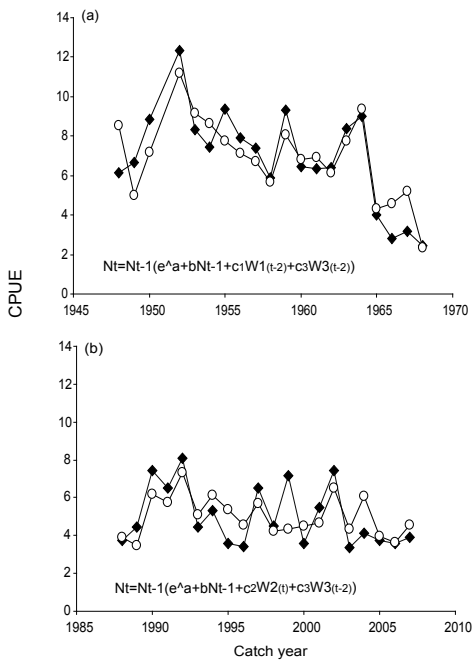 (a)
14
12
10
8
6
4
2
0
Nt=Nt-1(e^a+bNt-1+c1W1(t-2)+c3W3(t-2))
1945 1950 1955 1960 1965 1970
CPUE
(b)
14
12
10
8
6
4
2
0
Nt=Nt-1(e^a+bNt-1+c2W2(t)+c3W3(t-2))
1985 1990 1995 2000 2005 2010
Catch year